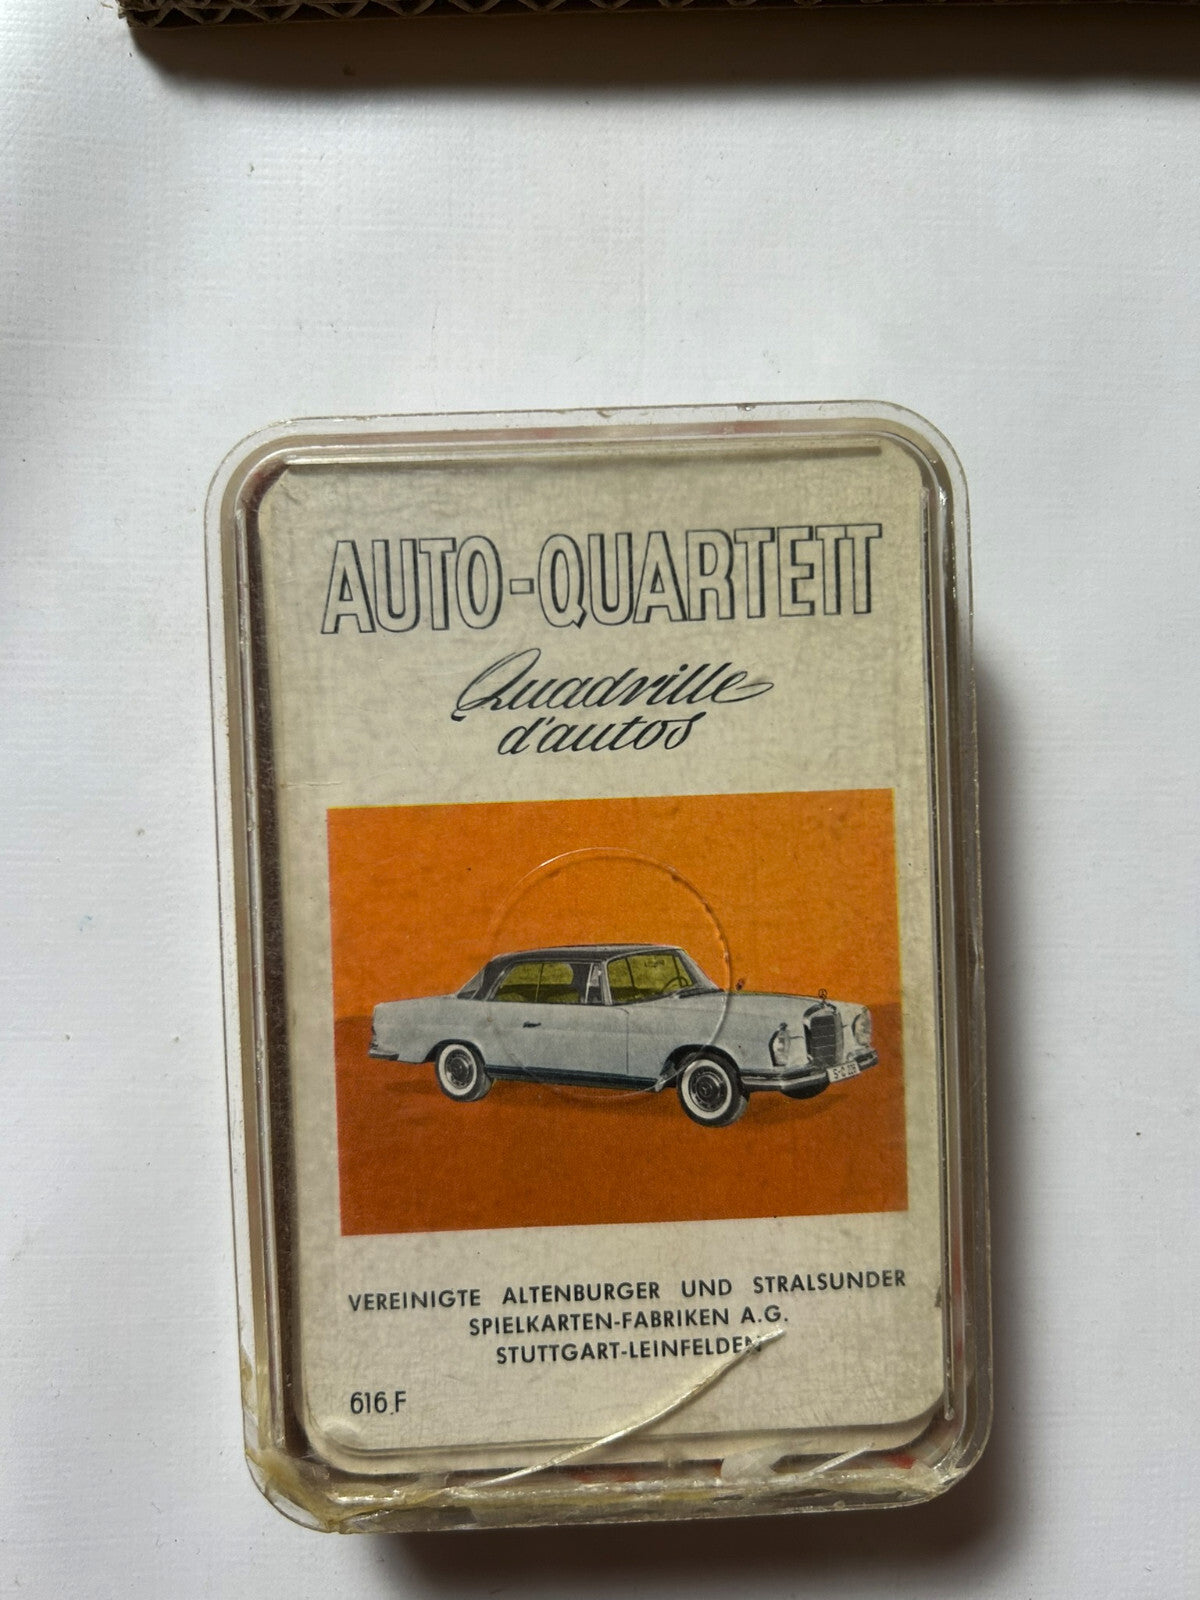 AUTO-QUARTETT
Quadrille
d'autos
VEREINIGTE ALTENBURGER UND STRALSUNDER
SPIELKARTEN-FABRIKEN A.G.
STUTTGART-LEINFELDEN
616 F